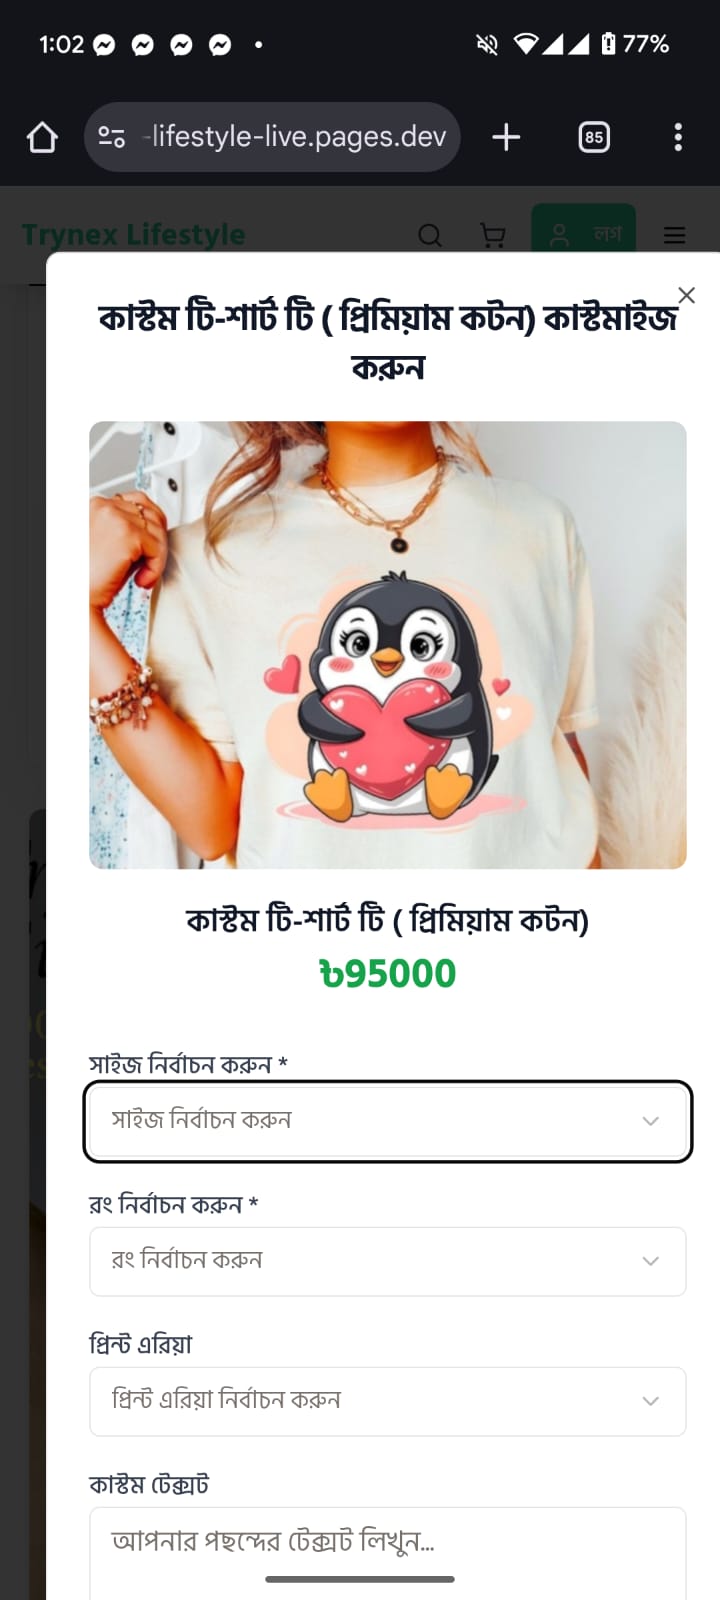 1:02
77%
-lifestyle-live.pages.dev
85
Trynex Lifestyle
লগ
কাস্টম টি-শার্ট টি ( প্রিমিয়াম কটন) কাস্টমাইজ
করুন
কাস্টম টি-শার্ট টি ( প্রিমিয়াম কটন)
৳95000
সাইজ নির্বাচন করুন *
সাইজ নির্বাচন করুন
রং নির্বাচন করুন *
রং নির্বাচন করুন
প্রিন্ট এরিয়া
প্রিন্ট এরিয়া নির্বাচন করুন
কাস্টম টেক্সট
আপনার পছন্দের টেক্সট লিখুন...